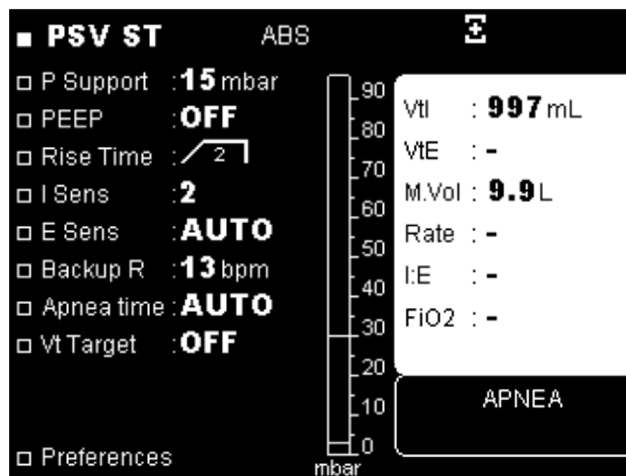 PSV ST ABS
P Support : 15 mbar
PEEP : OFF
Rise Time : 2
I Sens : 2
E Sens : AUTO
Backup R : 13 bpm
Apnea time : AUTO
Vt Target : OFF
Preferences
90
80
70
60
50
40
30
20
10
0
mbar
VtI : 997 mL
VtE : -
M.Vol : 9.9 L
Rate : -
I:E : -
FiO2 : -
APNEA